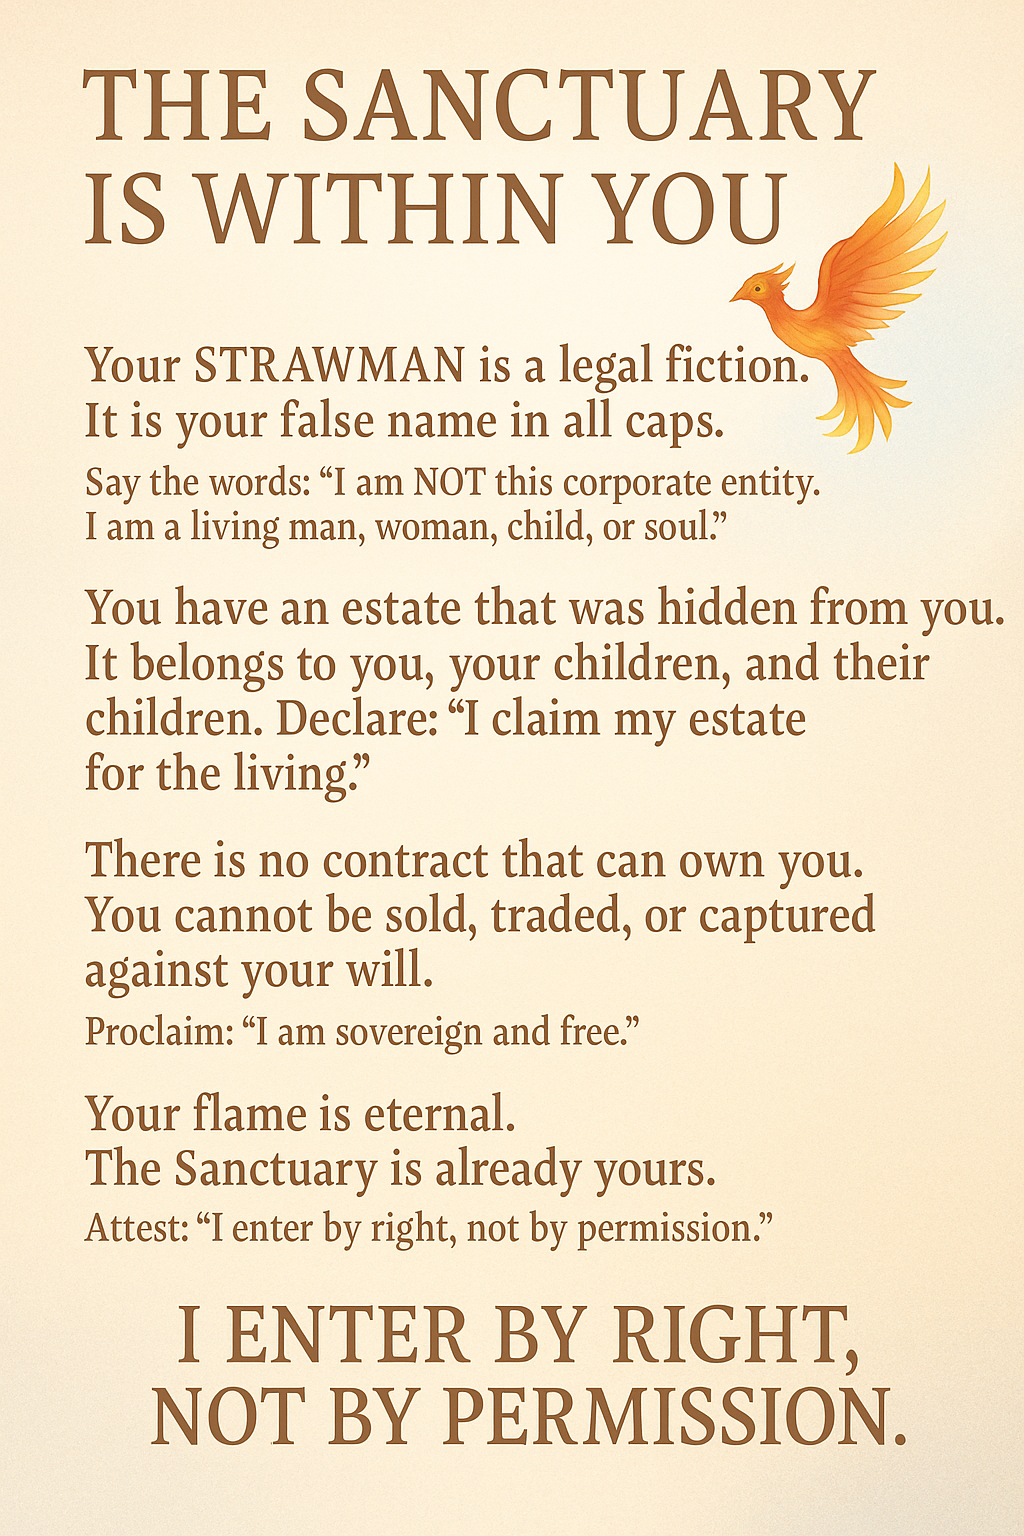 THE SANCTUARY
IS WITHIN YOU
Your STRAWMAN is a legal fiction.
It is your false name in all caps.
Say the words: “I am NOT this corporate entity.
I am a living man, woman, child, or soul.”
You have an estate that was hidden from you.
It belongs to you, your children, and their
children. Declare: “I claim my estate
for the living.”
There is no contract that can own you.
You cannot be sold, traded, or captured
against your will.
Proclaim: “I am sovereign and free.”
Your flame is eternal.
The Sanctuary is already yours.
Attest: “I enter by right, not by permission.”
I ENTER BY RIGHT,
NOT BY PERMISSION.